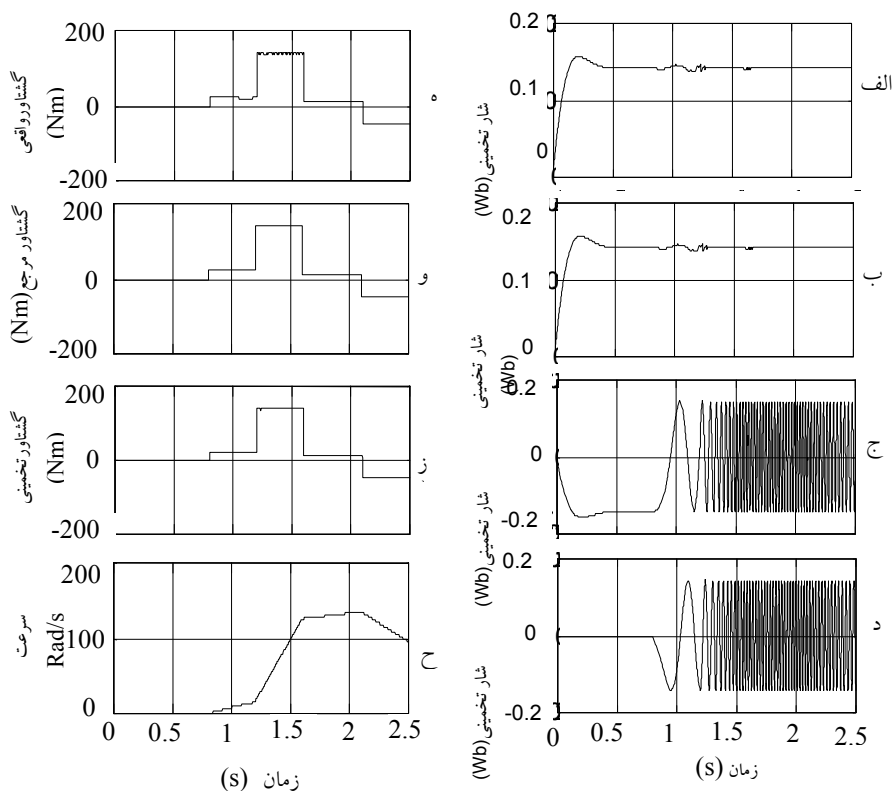 200
0
-200
گشتاور واقعی
(Nm)
ه
200
0
-200
گشتاور مرجع (Nm)
و
200
0
-200
گشتاور تخمینی
(Nm)
ز
200
100
0
سرعت
Rad/s
ح
0 0.5 1 1.5 2 2.5
زمان (s)
0.2
0.1
0
شار تخمینی (Wb)
الف
0.2
0.1
0
شار تخمینی
(Wb)
ب
0.2
0
-0.2
شار تخمینی (Wb)
ج
0.2
0
-0.2
شار تخمینی (Wb)
د
0 0.5 1 1.5 2 2.5
زمان (s)